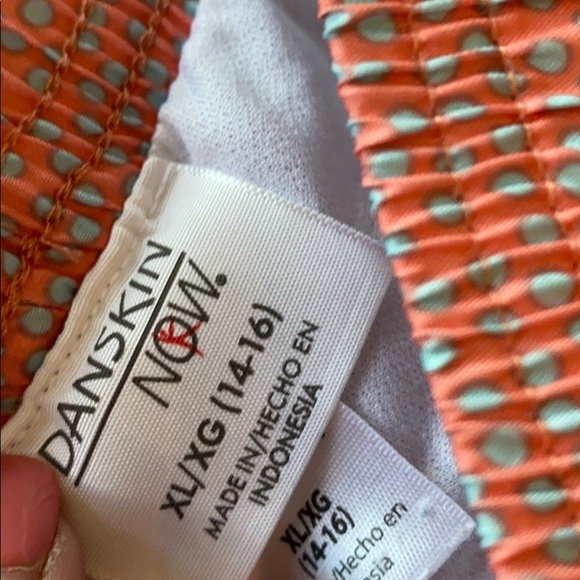 DANSKIN
NOW.
XL/XG (14-16)
MADE IN/HECHO EN
INDONESIA
XL/XG
(14-16)
/Hecho en